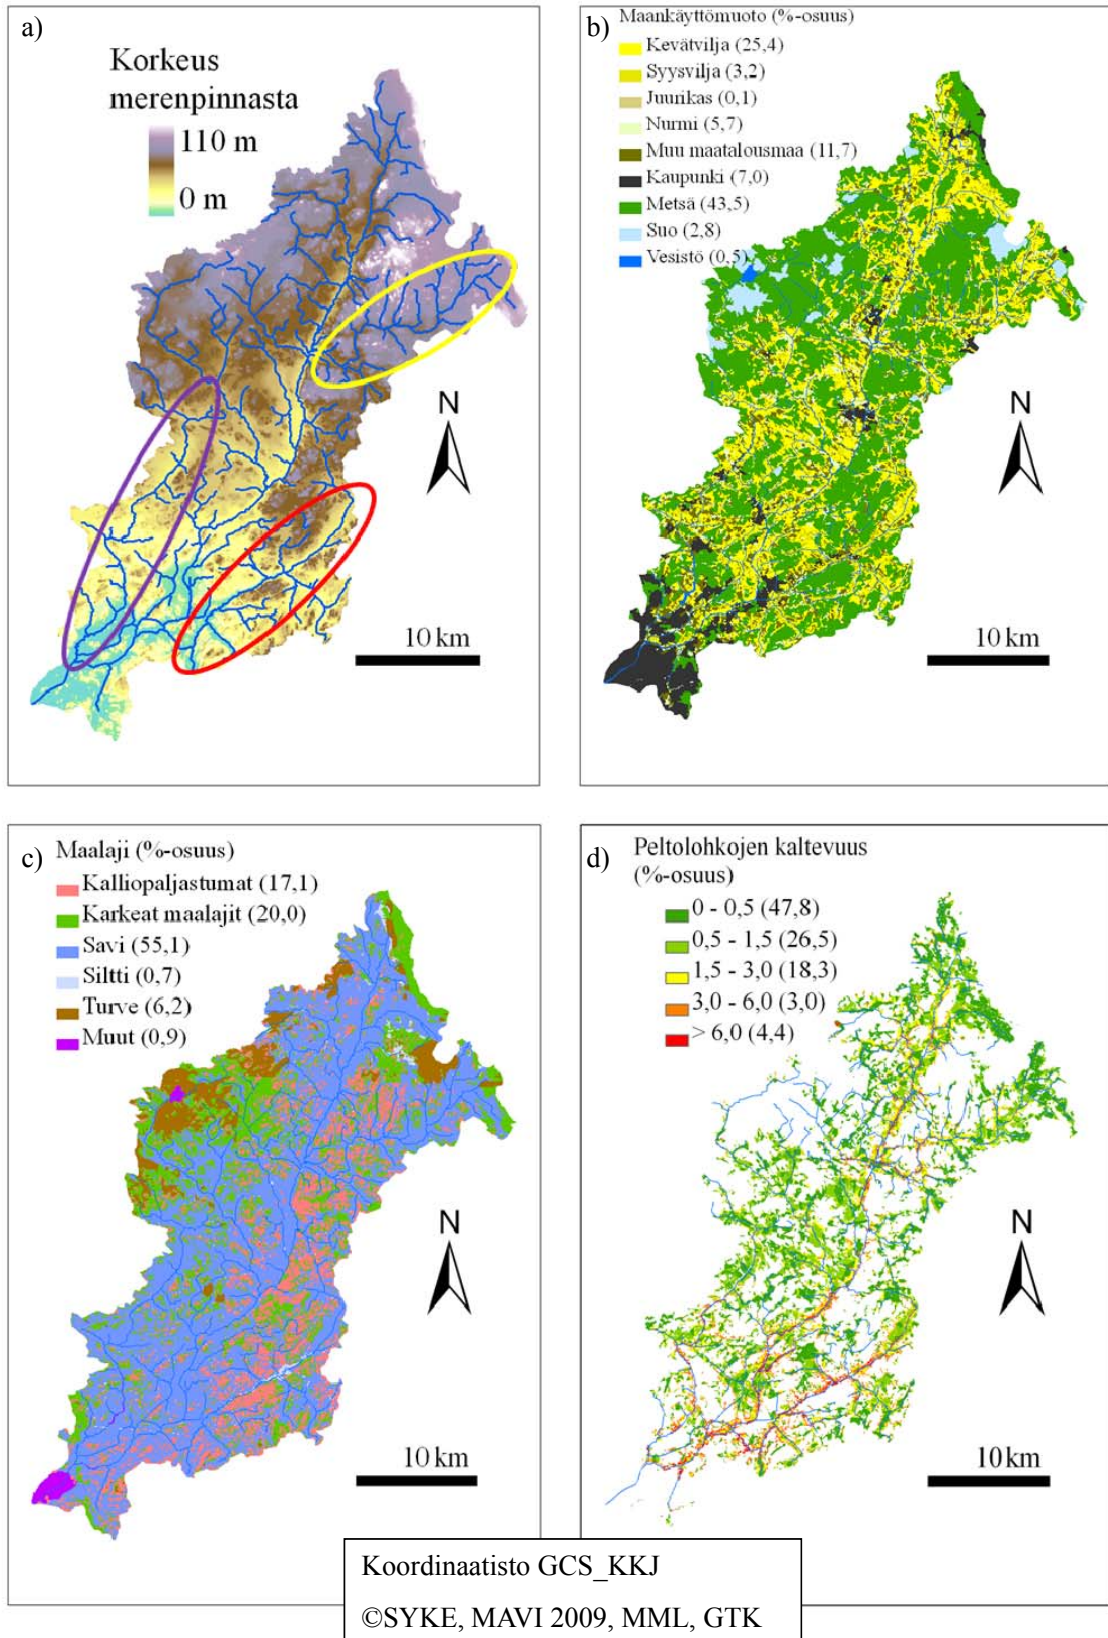 a)
Korkeus
merenpinnasta
110 m
0 m
N
10 km
b)
Maankäyttömuoto (%-osuus)
Kevätvilja (25,4)
Syysvilja (3,2)
Juurikas (0,1)
Nurmi (5,7)
Muu maatalousmaa (11,7)
Kaupunki (7,0)
Metsä (43,5)
Suo (2,8)
Vesistö (0,5)
N
10 km
c)
Maalaji (%-osuus)
Kalliopaljastumat (17,1)
Karkeat maalajit (20,0)
Savi (55,1)
Siltti (0,7)
Turve (6,2)
Muut (0,9)
N
10 km
d)
Peltolohkojen kaltevuus
(%-osuus)
0 - 0,5 (47,8)
0,5 - 1,5 (26,5)
1,5 - 3,0 (18,3)
3,0 - 6,0 (3,0)
> 6,0 (4,4)
N
10 km
Koordinaatisto GCS_KKJ
©SYKE, MAVI 2009, MML, GTK